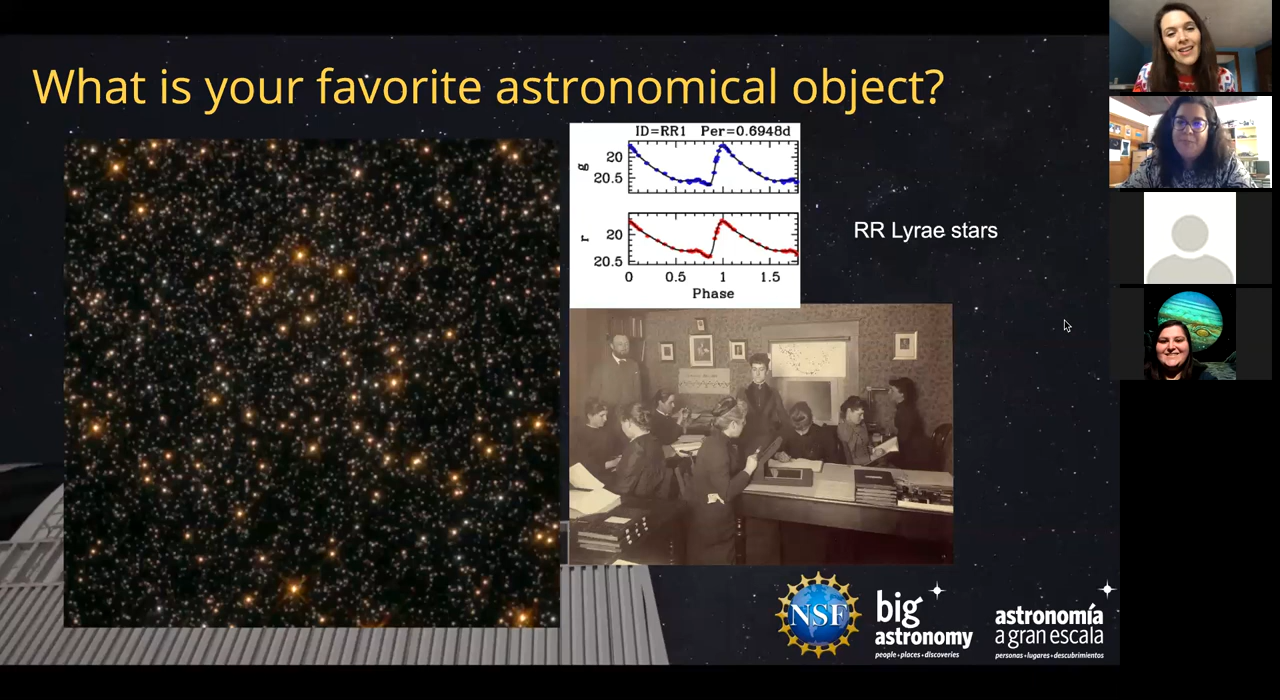 What is your favorite astronomical object?
ID=RR1 Per=0.6948d
g
20
20.5
r
20
20.5
0 0.5 1 1.5
Phase
RR Lyrae stars
NSF
big
astronomy
people • places • discoveries
astronomía
a gran escala
personas • lugares • descubrimientos